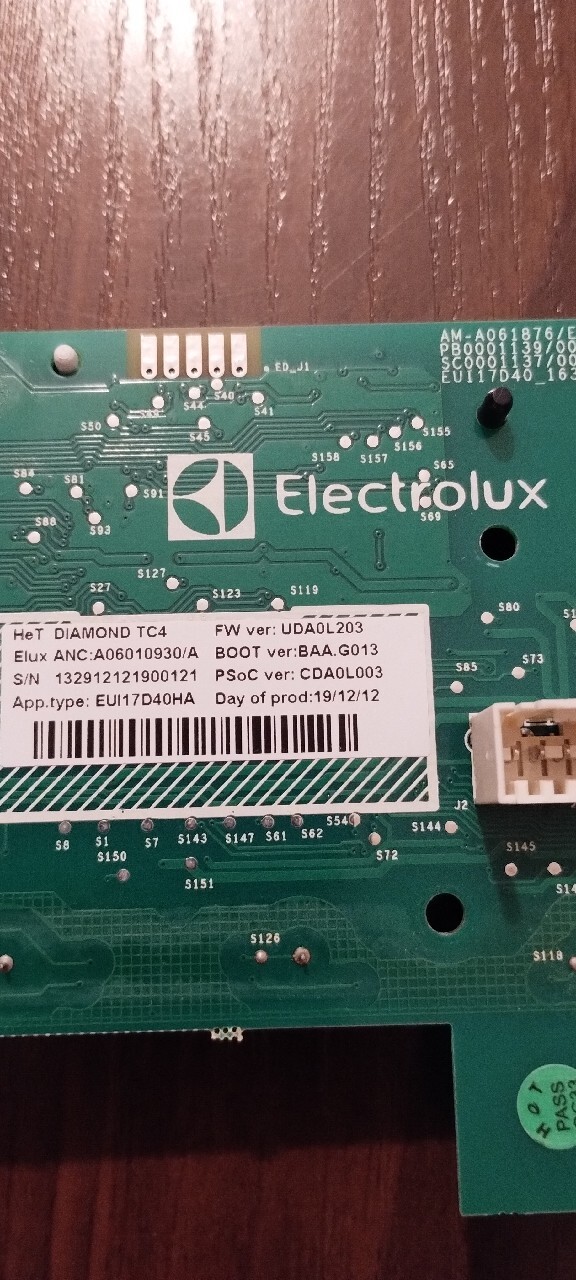 AM-A061876/E
PB0001139/00
SC0001137/00
EUI17D40_163
ED_J1
S40
S44
S41
S50
S45
S155
S156
S157
S158
S65
S84
S81
S91
Electrolux
S69
S88
S93
S127
S27
S123
S119
S80
HeT DIAMOND TC4 FW ver: UDA0L203
Elux ANC:A06010930/A BOOT ver:BAA.G013
S/N 132912121900121 PSoC ver: CDA0L003
App.type: EUI17D40HA Day of prod:19/12/12
S73
S85
J2
S8
S1
S7
S143
S147
S61
S62
S54
S144
S72
S150
S151
S145
S14
S126
S118
HOT
PASS